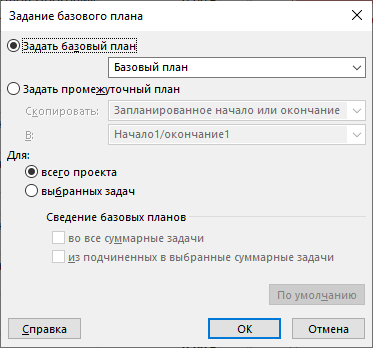 Задание базового плана
Задать базовый план
Базовый план
Задать промежуточный план
Скопировать: Запланированное начало или окончание
В: Начало1/окончание1
Для:
всего проекта
выбранных задач
Сведение базовых планов
во все суммарные задачи
из подчиненных в выбранные суммарные задачи
По умолчанию
Справка OK Отмена